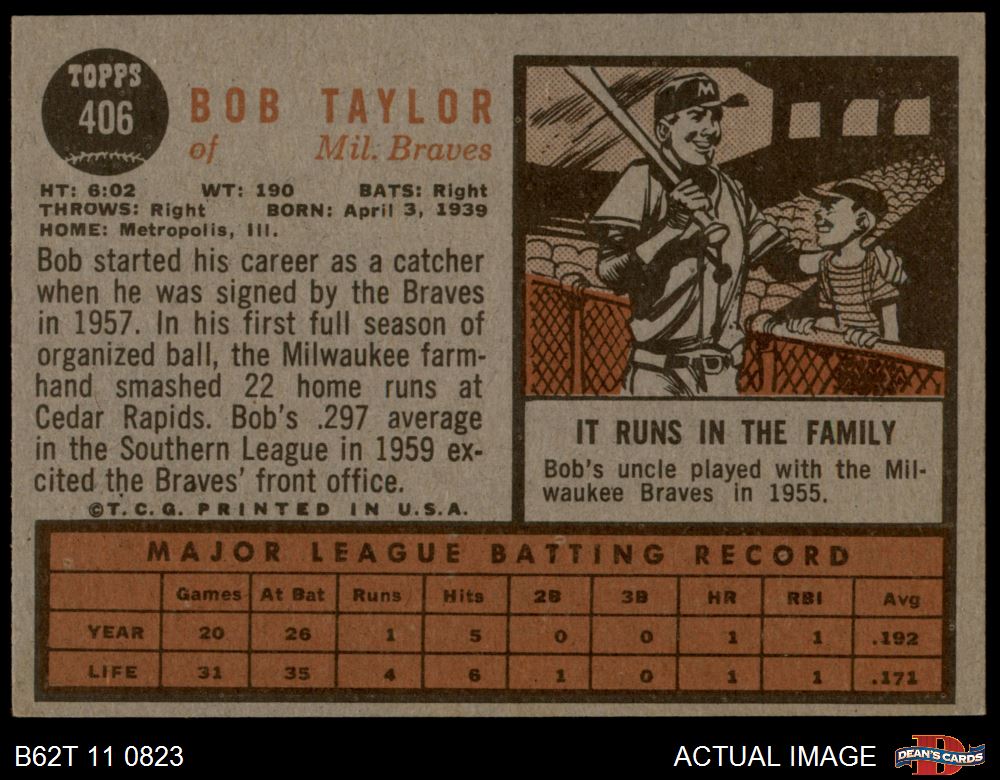 TOPPS
406
BOB TAYLOR
of Mil. Braves
HT: 6:02 WT: 190 BATS: Right
THROWS: Right BORN: April 3, 1939
HOME: Metropolis, Ill.
Bob started his career as a catcher
when he was signed by the Braves
in 1957. In his first full season of
organized ball, the Milwaukee farm-
hand smashed 22 home runs at
Cedar Rapids. Bob's .297 average
in the Southern League in 1959 ex-
cited the Braves' front office.
©T.C.G. PRINTED IN U.S.A.
M
IT RUNS IN THE FAMILY
Bob's uncle played with the Mil-
waukee Braves in 1955.
MAJOR LEAGUE BATTING RECORD
Games At Bat Runs Hits 2B 3B HR RBI Avg
YEAR 20 26 1 5 0 0 1 1 .192
LIFE 31 35 4 6 1 0 1 1 .171
B62T 11 0823 ACTUAL IMAGE D DEAN'S CARDS